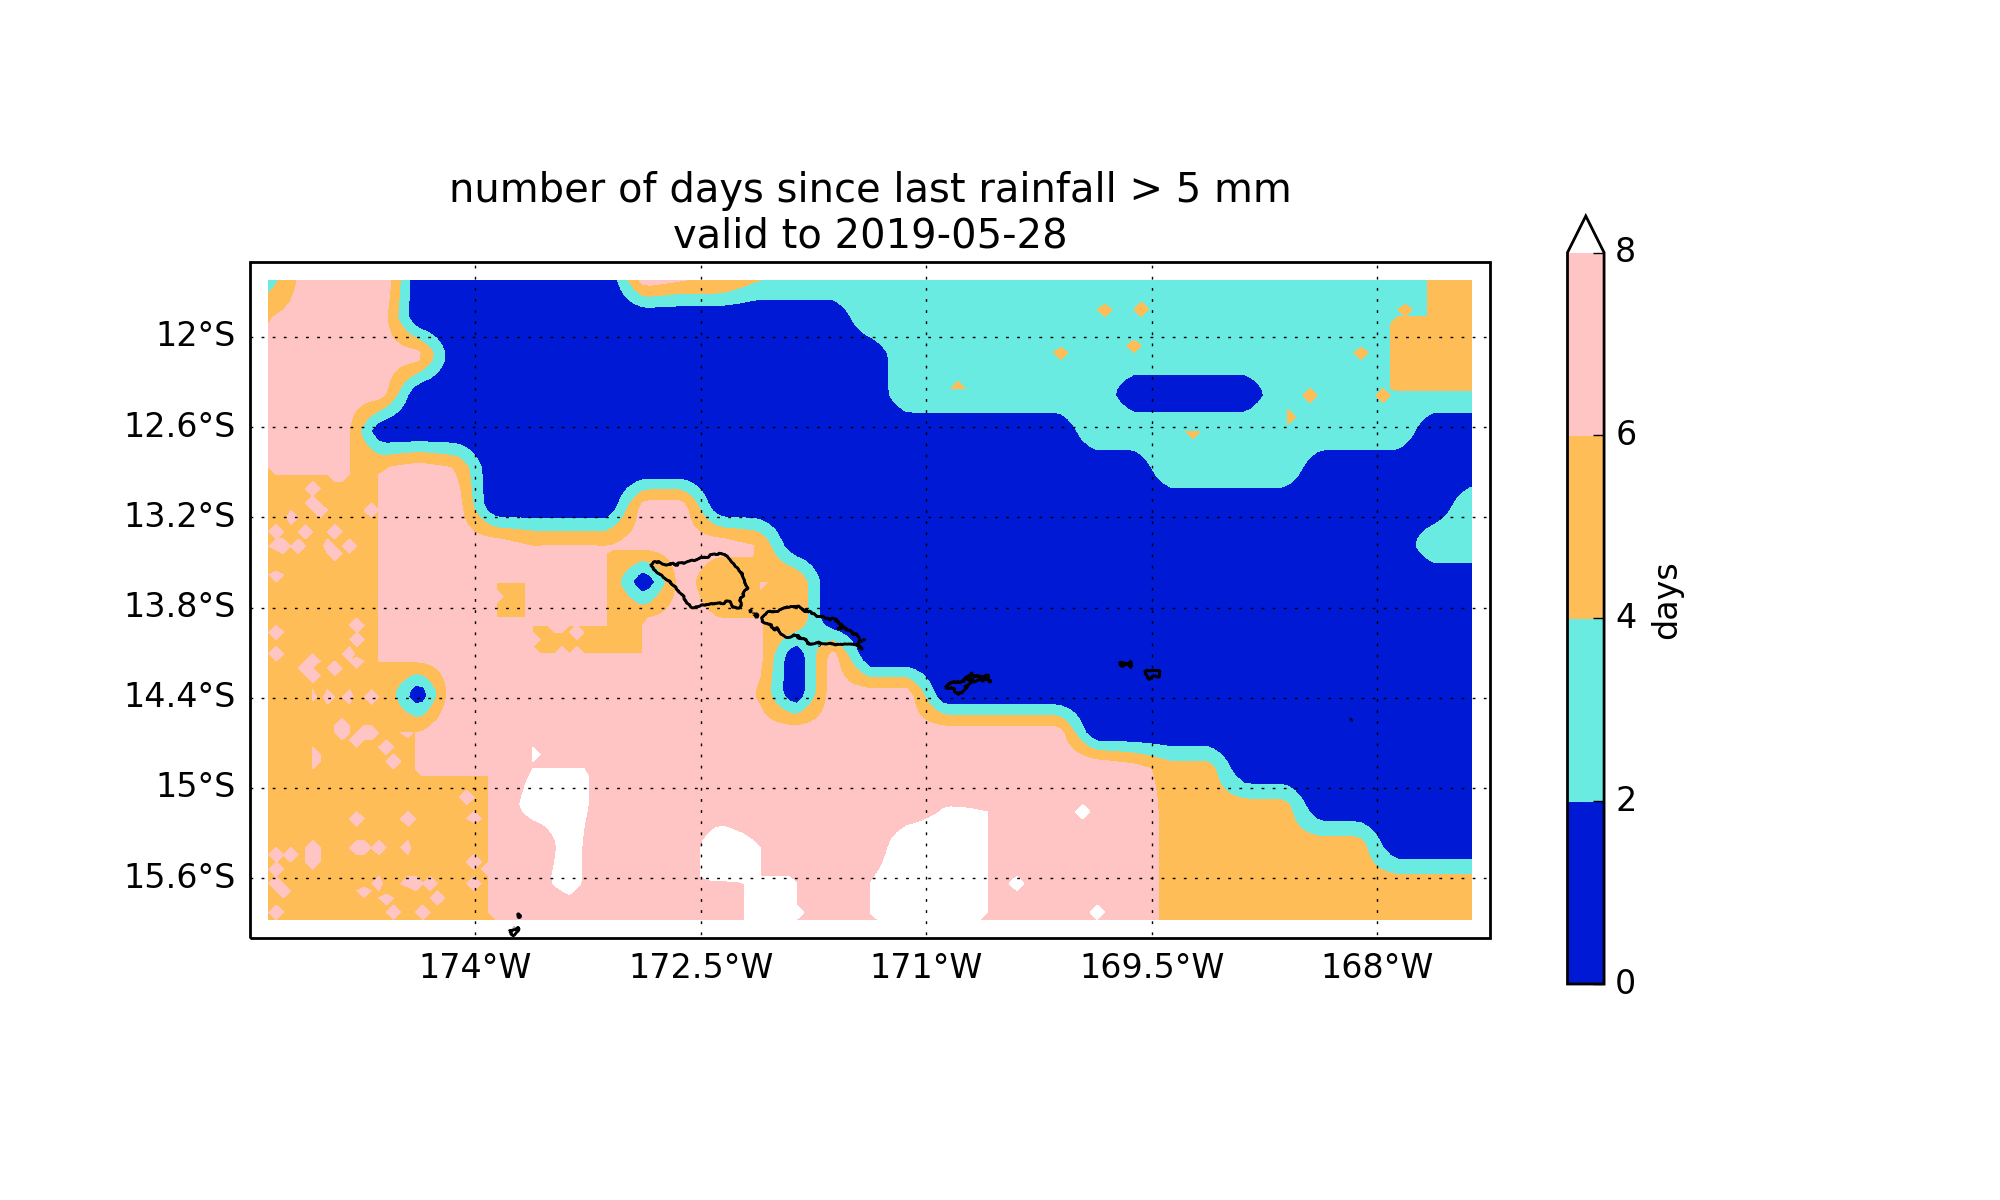 number of days since last rainfall > 5 mm
valid to 2019-05-28
12°S
12.6°S
13.2°S
13.8°S
14.4°S
15°S
15.6°S
174°W 172.5°W 171°W 169.5°W 168°W
8
6
4
2
0
days